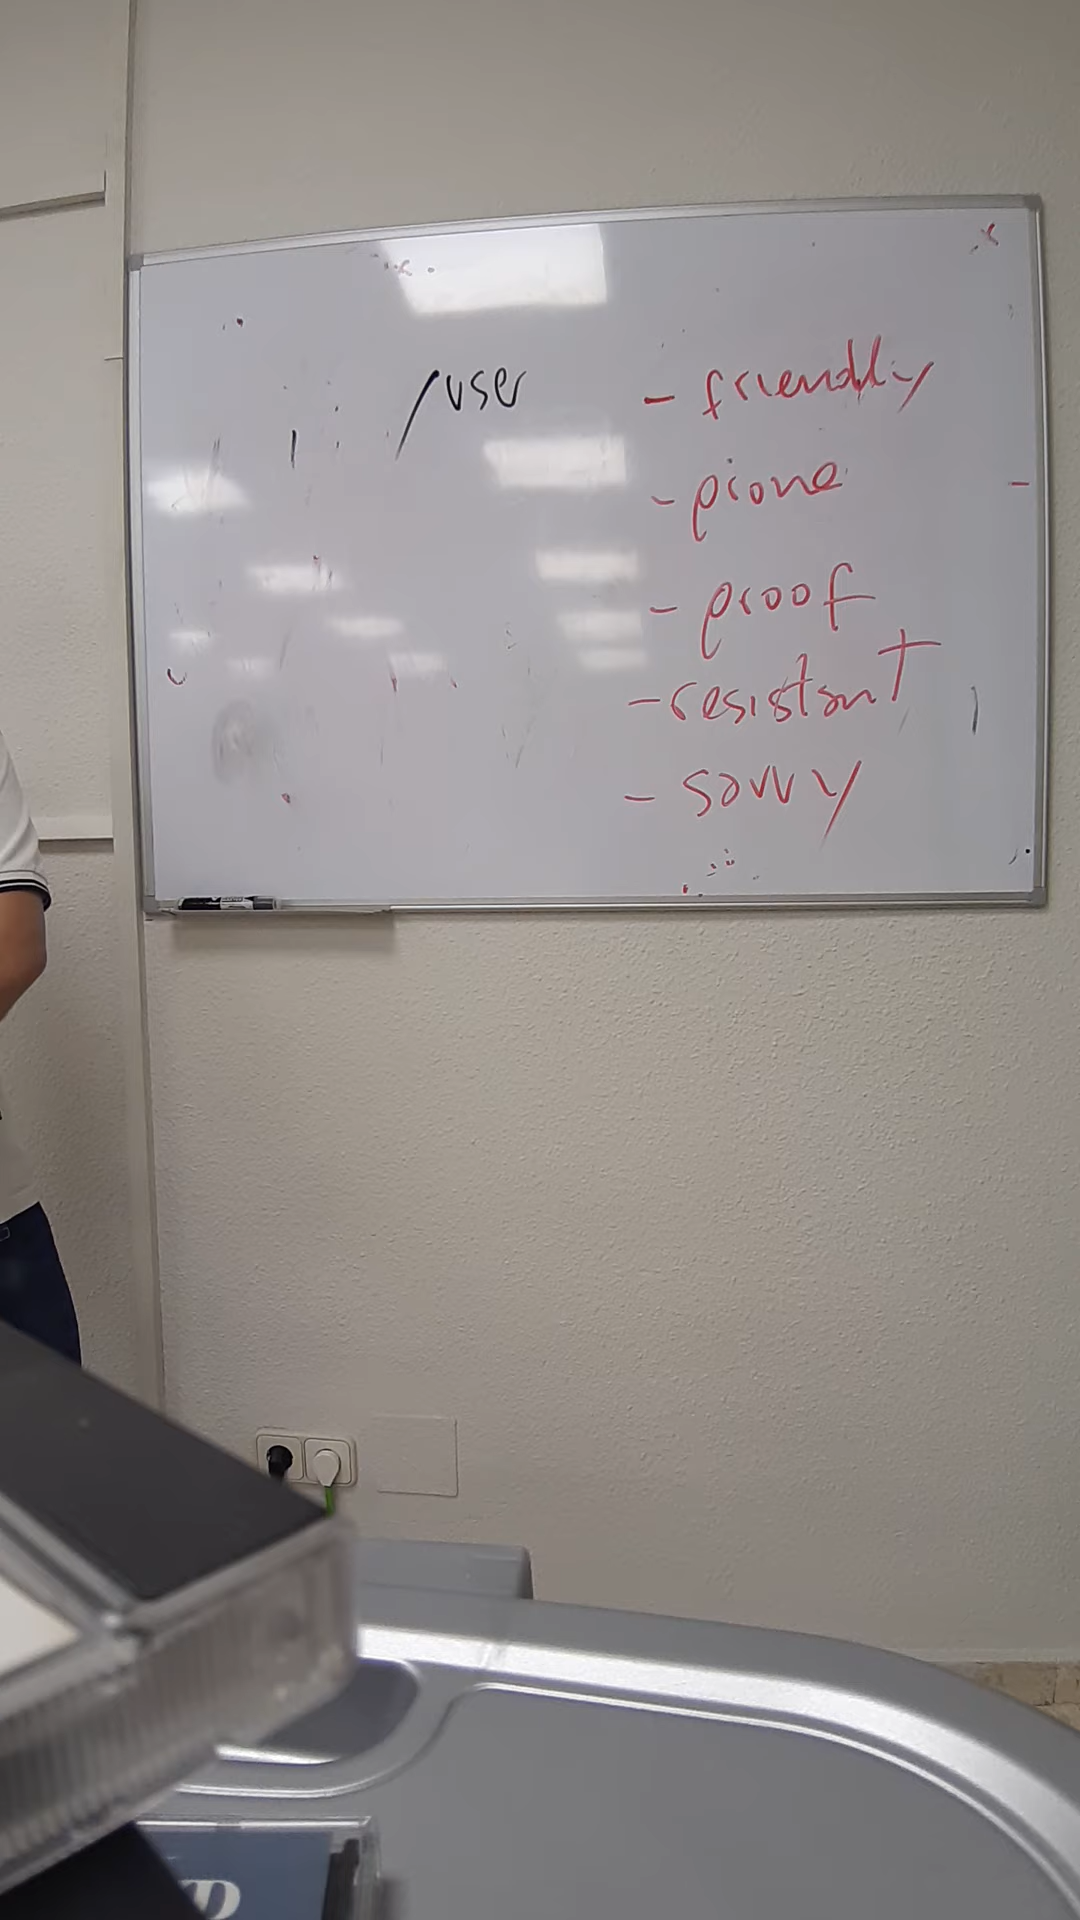 /user - friendly
- prone
- proof
- resistant
- savvy